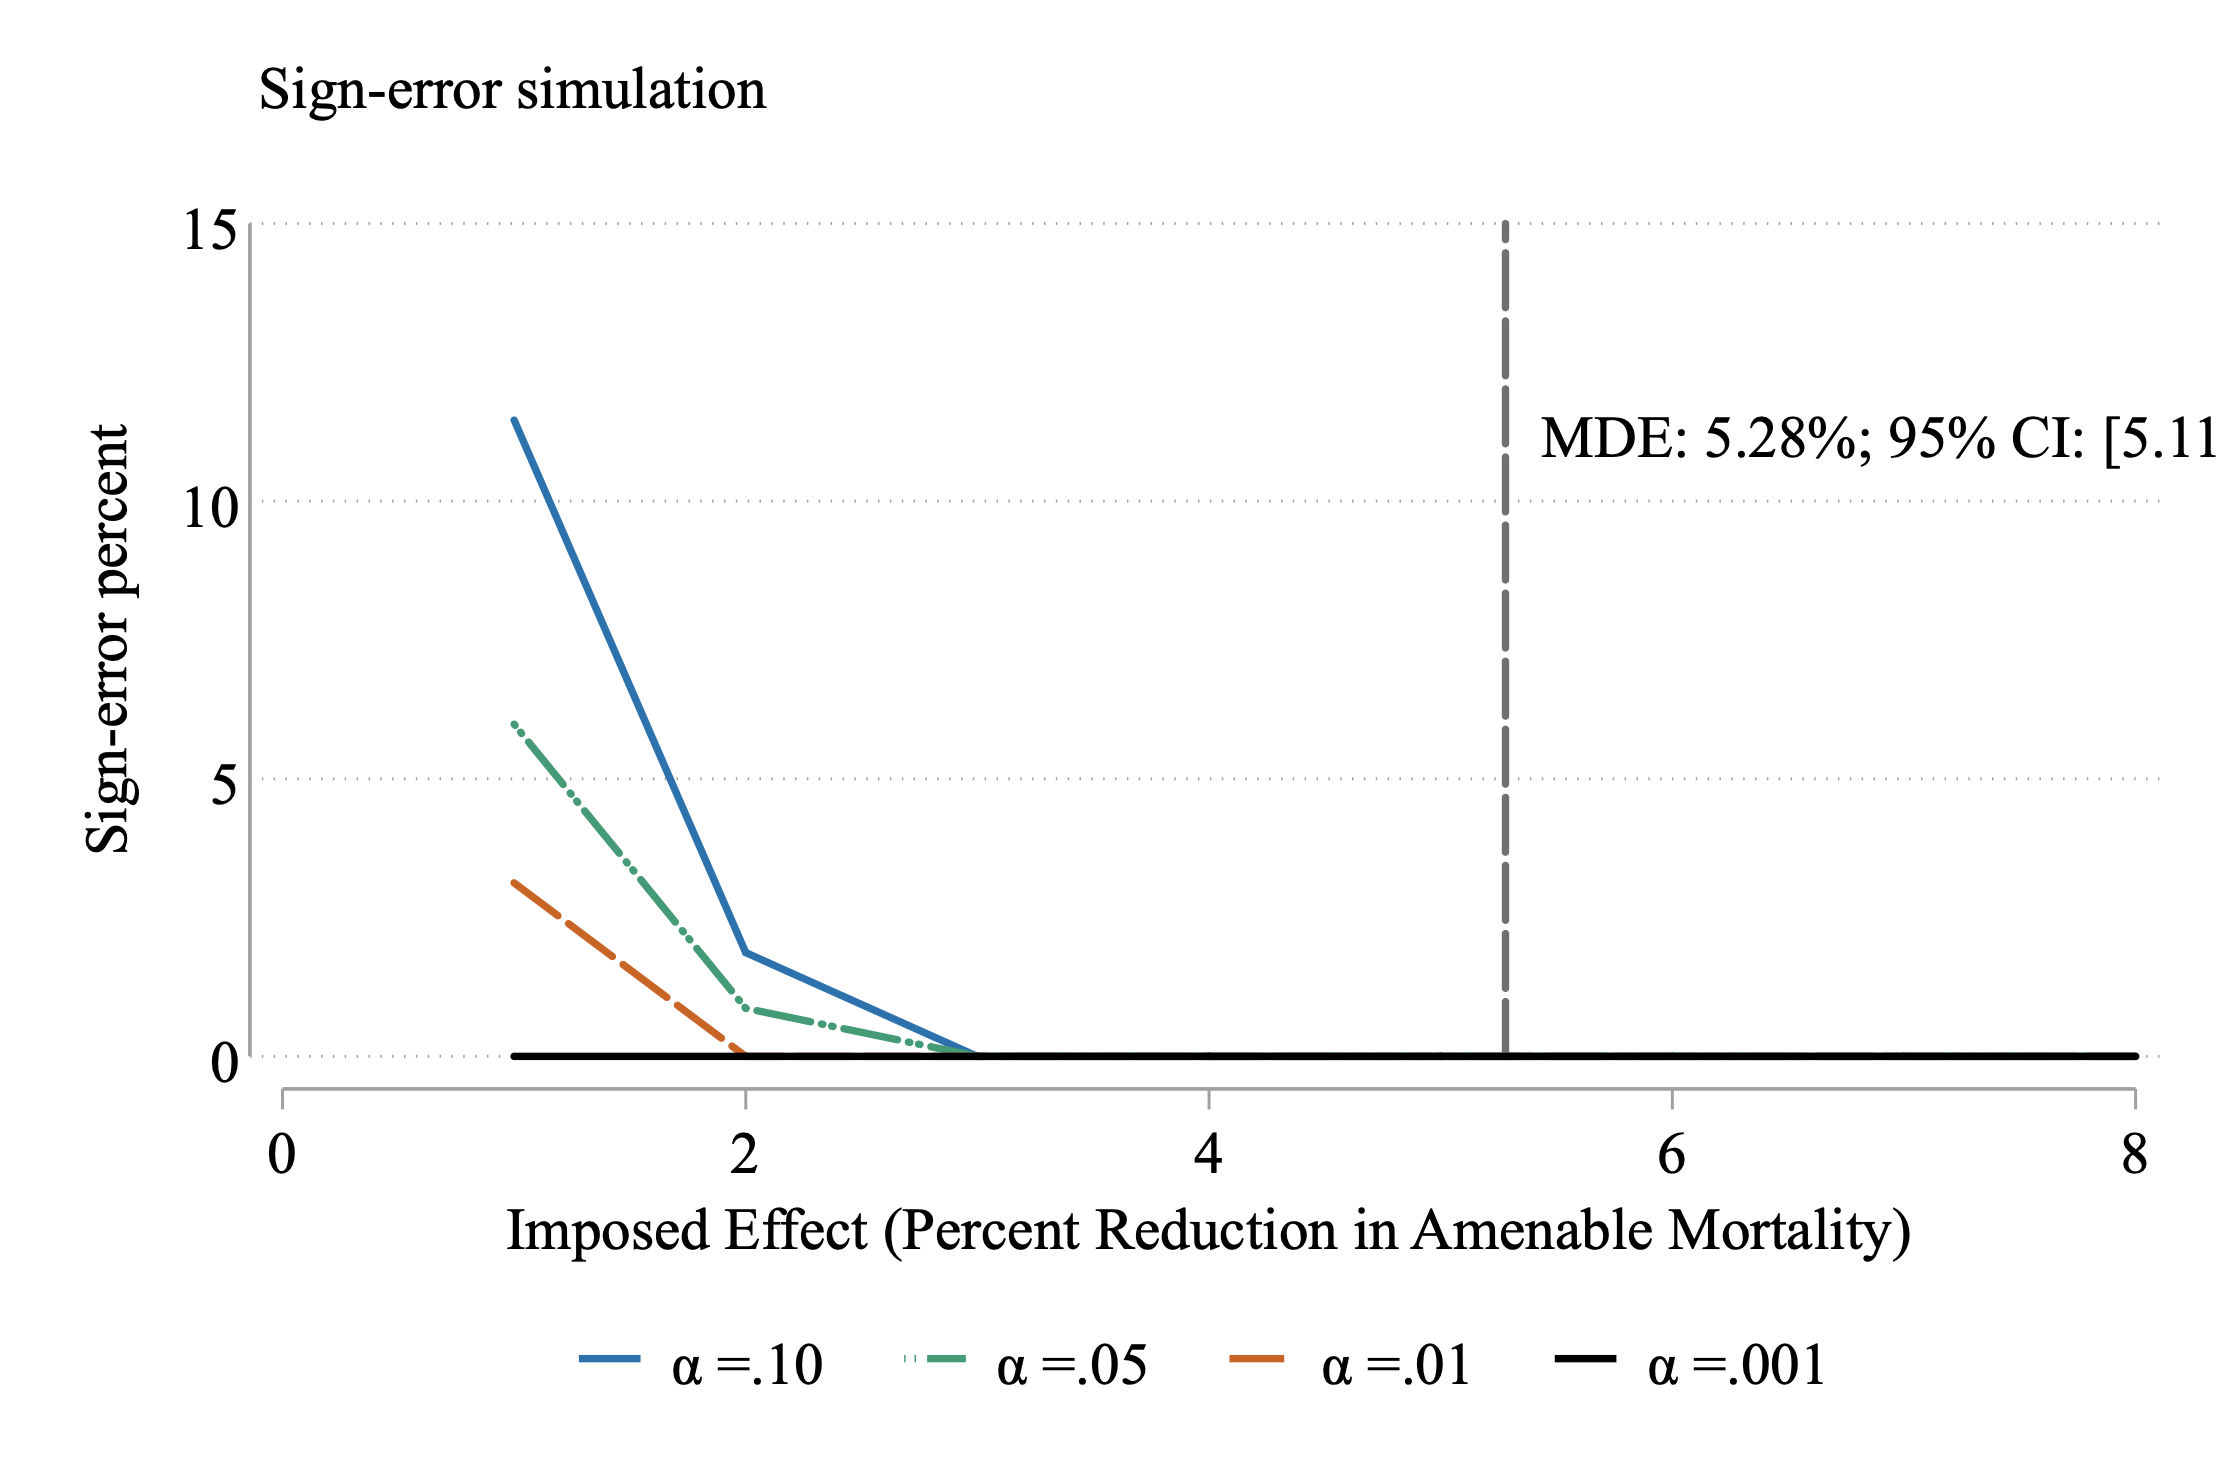 Sign-error simulation
15
10
5
0
Sign-error percent
MDE: 5.28%; 95% CI: [5.11
0 2 4 6 8
Imposed Effect (Percent Reduction in Amenable Mortality)
α =.10 α =.05 α =.01 α =.001